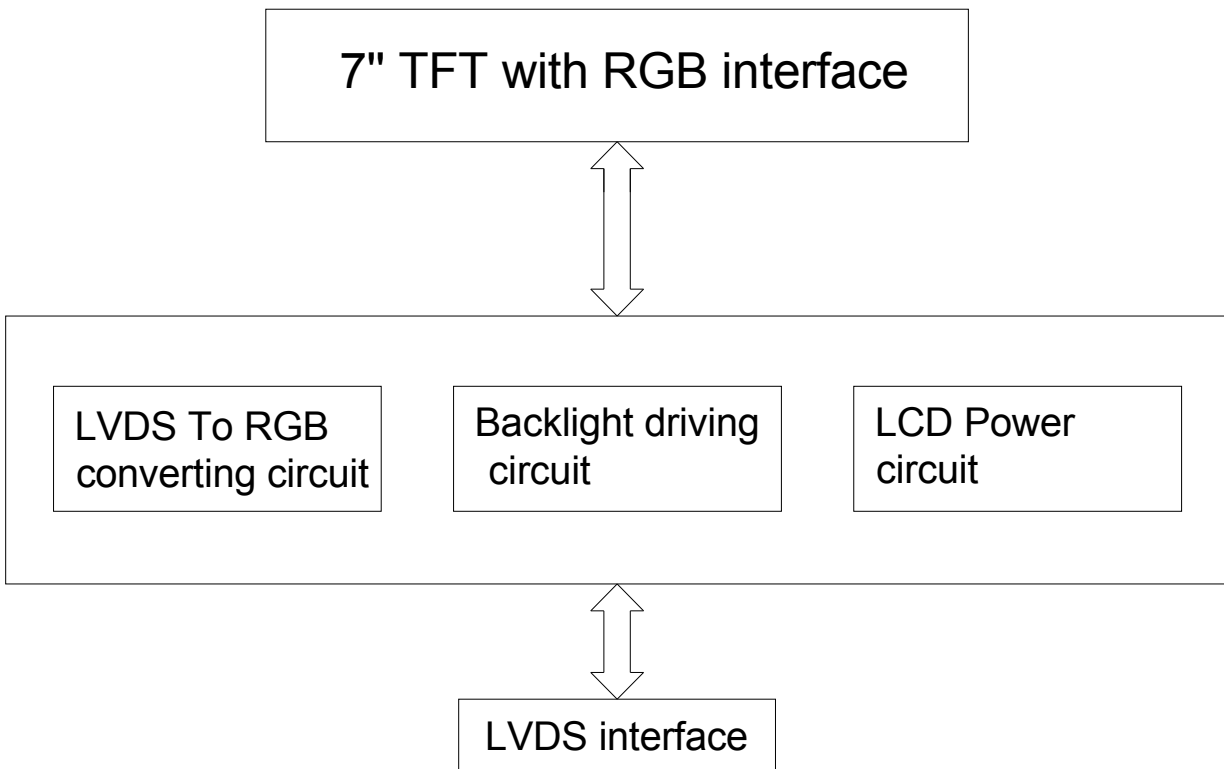 7" TFT with RGB interface
LVDS To RGB
converting circuit
Backlight driving
circuit
LCD Power
circuit
LVDS interface